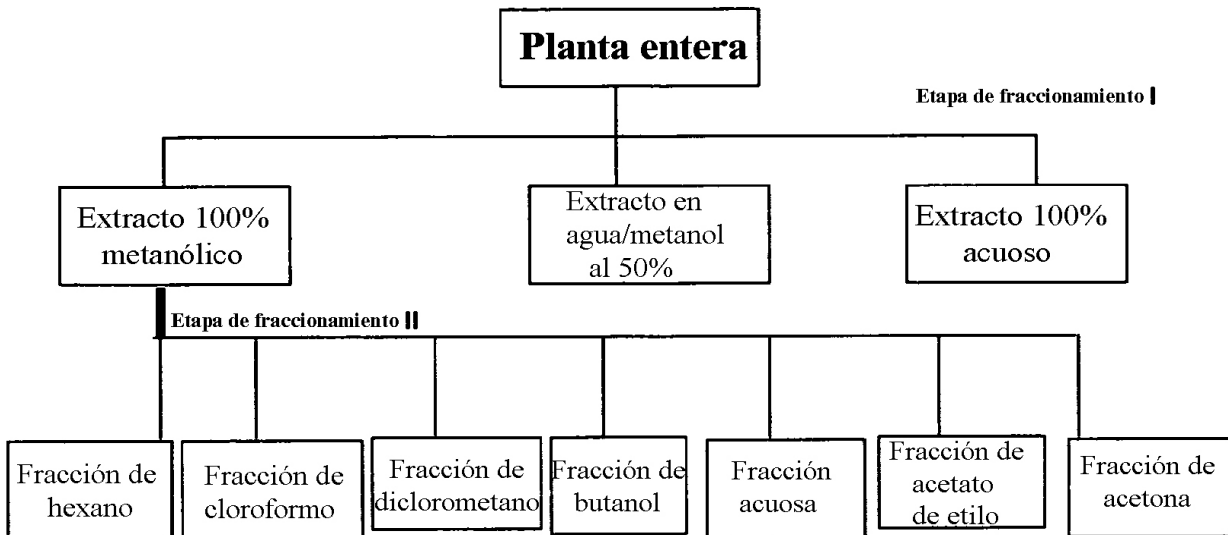 Planta entera
Etapa de fraccionamiento I
Extracto 100%
metanólico
Extracto en
agua/metanol
al 50%
Extracto 100%
acuoso
Etapa de fraccionamiento II
Fracción de
hexano
Fracción de
cloroformo
Fracción de
diclorometano
Fracción de
butanol
Fracción
acuosa
Fracción de
acetato
de etilo
Fracción de
acetona